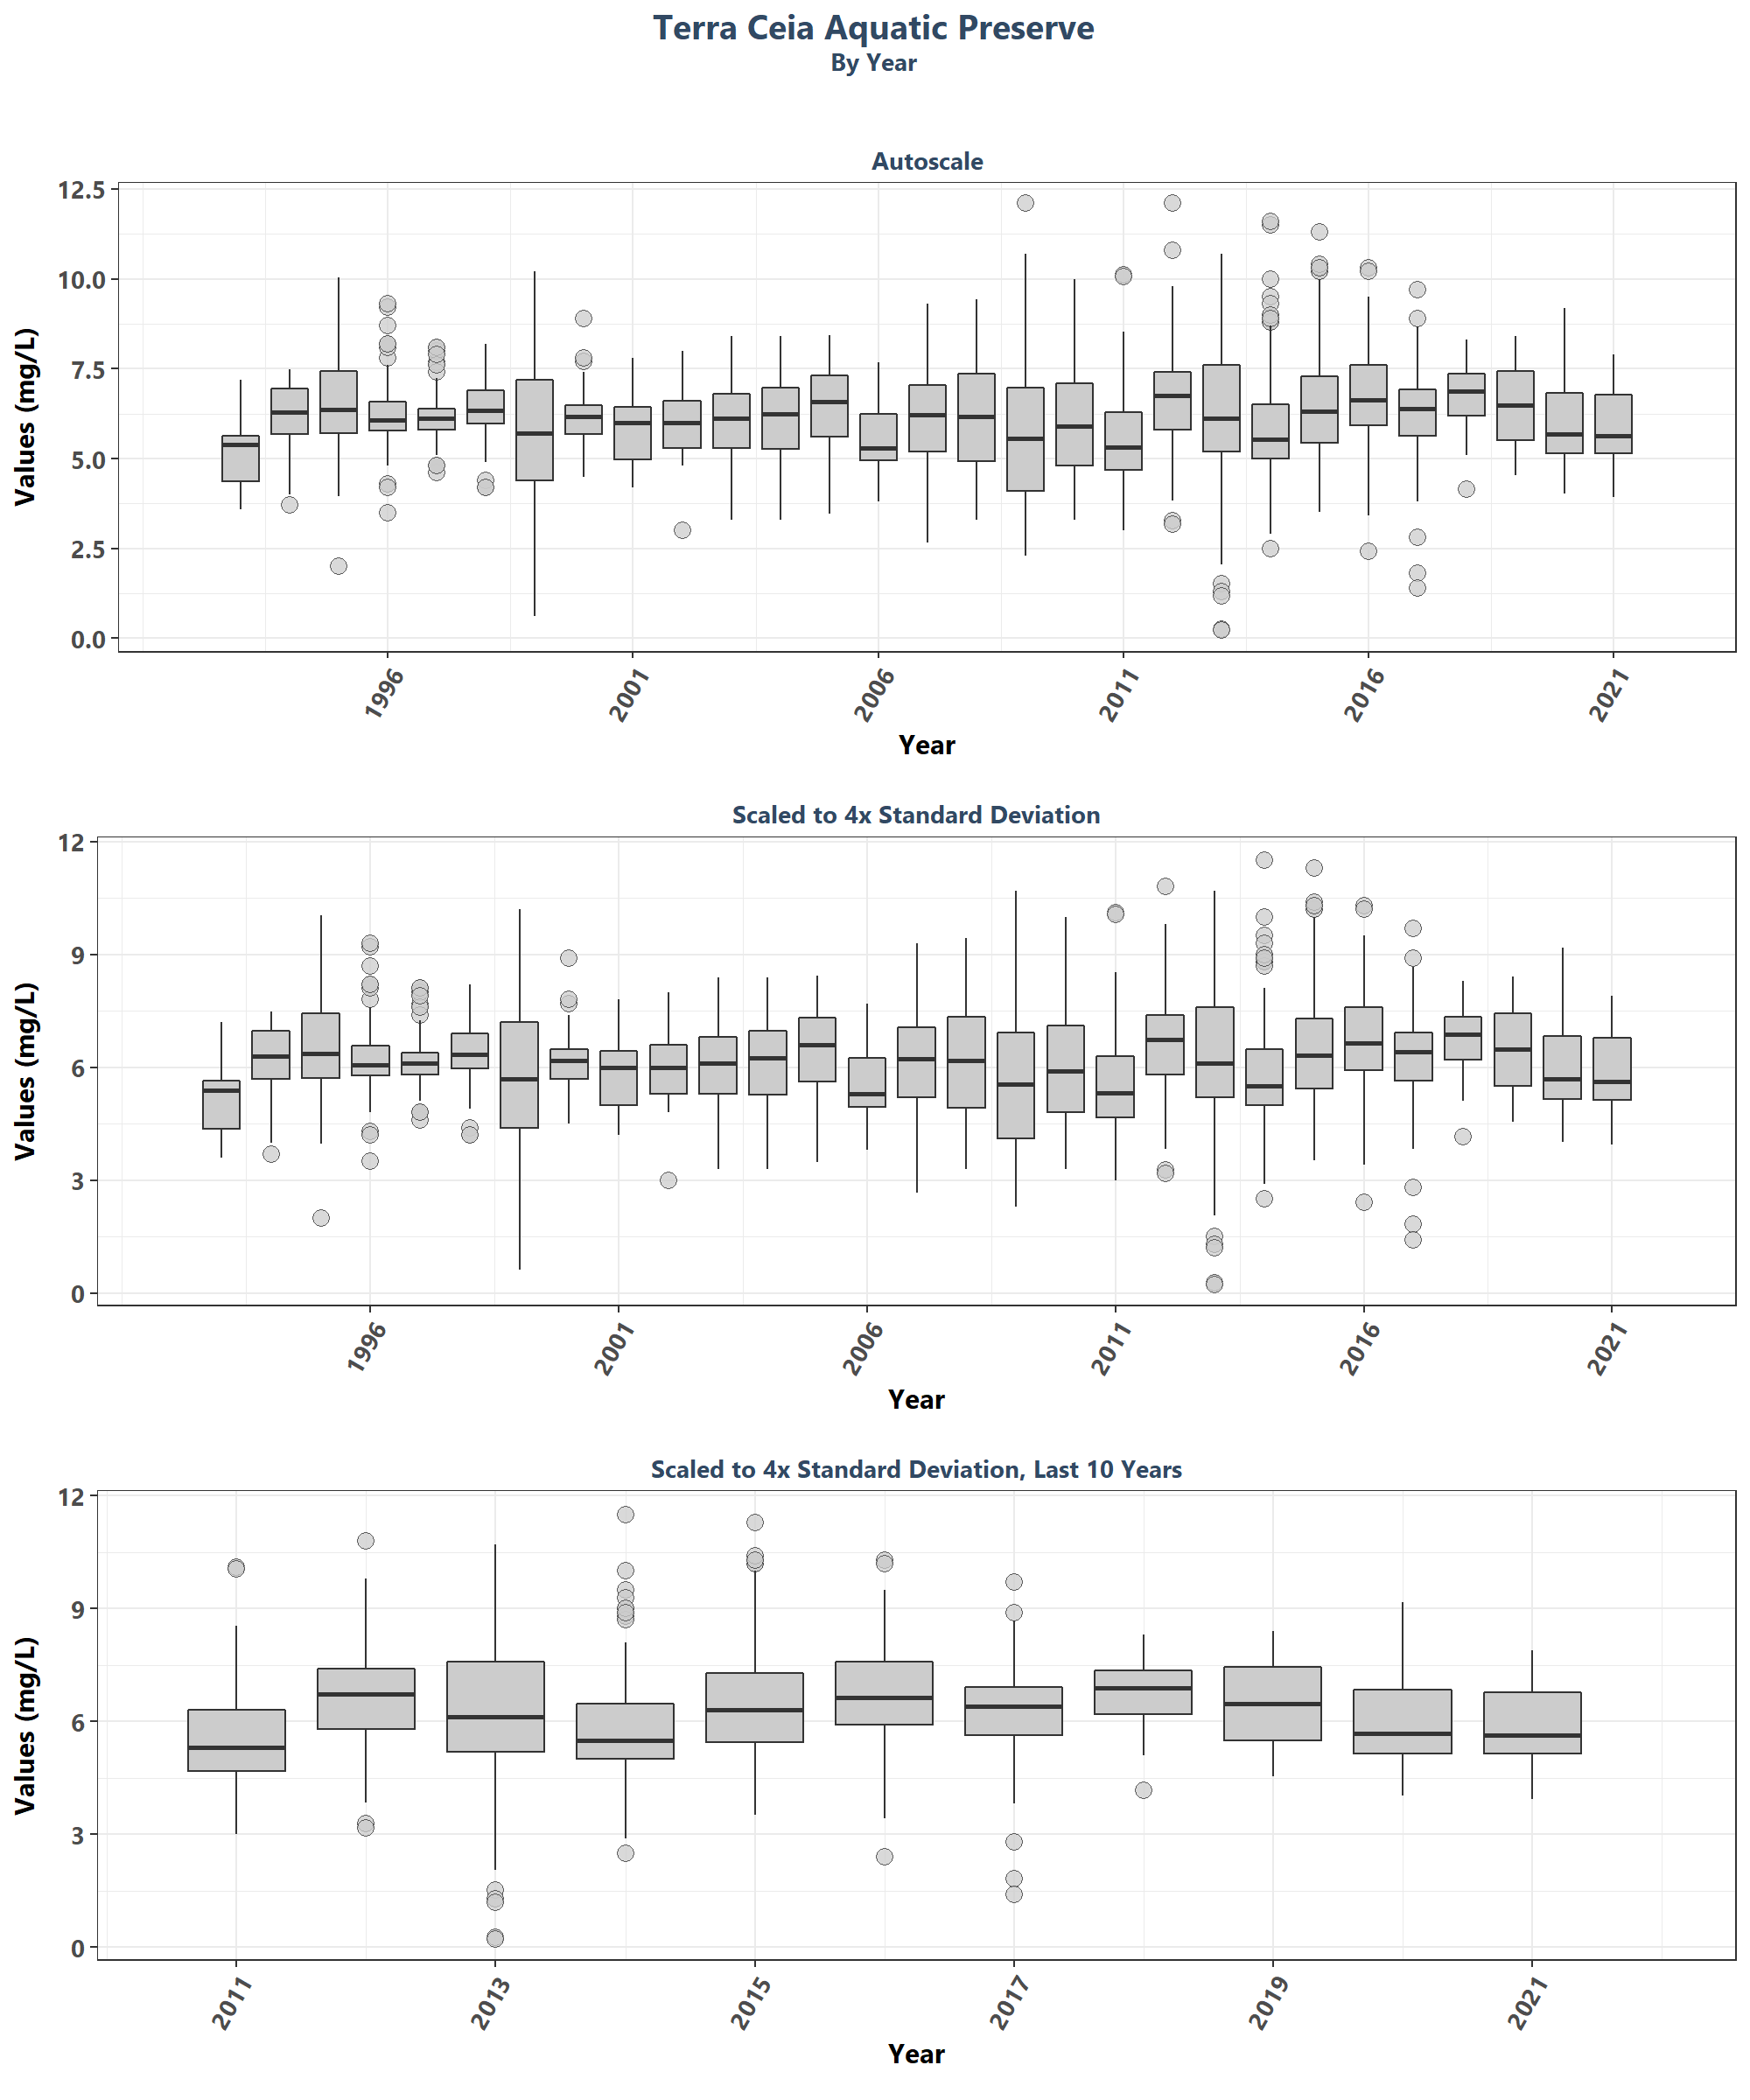 Terra Ceia Aquatic Preserve
By Year
Autoscale
12.5
10.0
7.5
5.0
2.5
0.0
Values (mg/L)
1996 2001 2006 2011 2016 2021
Year
Scaled to 4x Standard Deviation
12
9
6
3
0
Values (mg/L)
1996 2001 2006 2011 2016 2021
Year
Scaled to 4x Standard Deviation, Last 10 Years
12
9
6
3
0
Values (mg/L)
2011 2013 2015 2017 2019 2021
Year